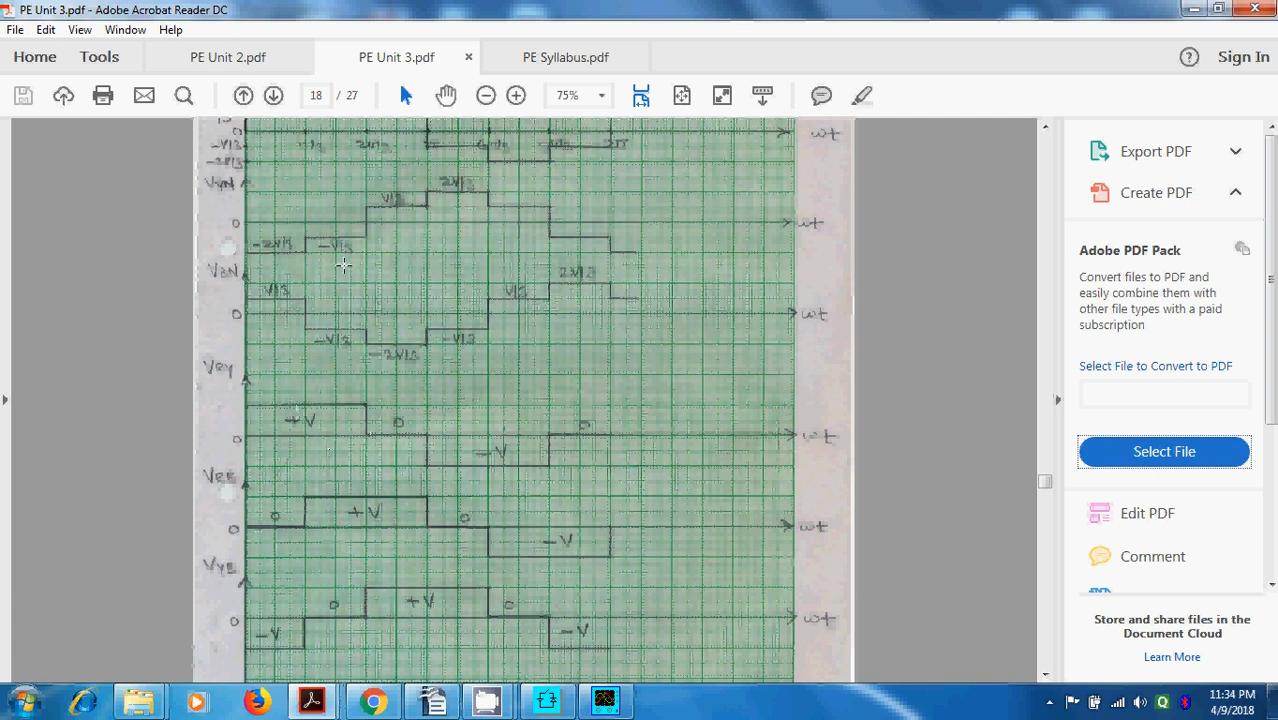 PE Unit 3.pdf - Adobe Acrobat Reader DC
File Edit View Window Help
Home Tools PE Unit 2.pdf PE Unit 3.pdf × PE Syllabus.pdf ? Sign In
18 / 27 75%
0 ωt
-V/3
-2V/3 2π
VYN 2V/3
V/3
0 ωt
-2V/3 -V/3
VBN 2V/3
V/3 V/3
0 ωt
-V/3 -V/3
-2V/3
VRY
+V 0 0
0 ωt
-V
0 +V 0
0 ωt
-V
VYB
0 +V 0
0 ωt
-V -V
Export PDF
Create PDF
Adobe PDF Pack
Convert files to PDF and
easily combine them with
other file types with a paid
subscription
Select File to Convert to PDF
Select File
Edit PDF
Comment
Store and share files in the
Document Cloud
Learn More
11:34 PM
4/9/2018